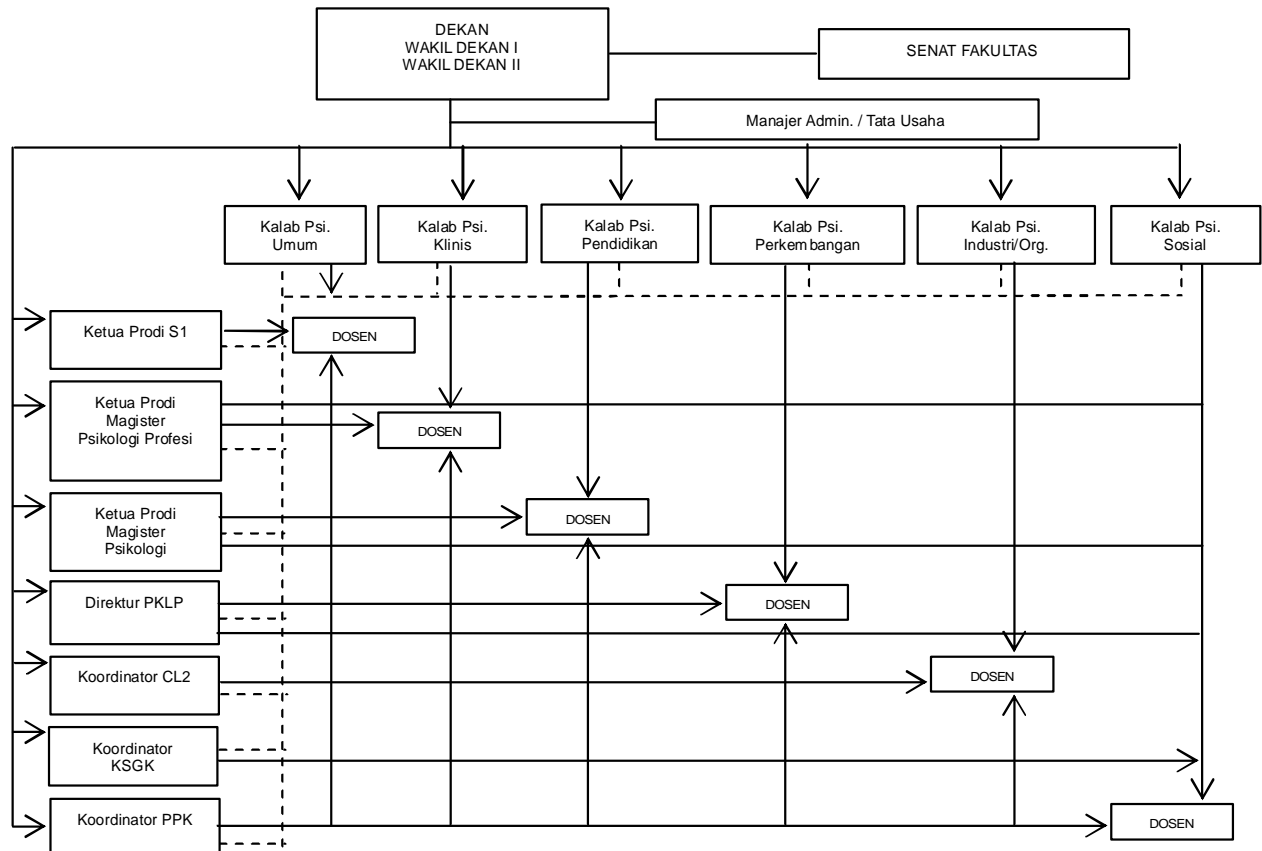 DEKAN
WAKIL DEKAN I
WAKIL DEKAN II
SENAT FAKULTAS
Manajer Admin. / Tata Usaha
Kalab Psi.
Umum
Kalab Psi.
Klinis
Kalab Psi.
Pendidikan
Kalab Psi.
Perkembangan
Kalab Psi.
Industri/Org.
Kalab Psi.
Sosial
Ketua Prodi S1
DOSEN
Ketua Prodi
Magister
Psikologi Profesi
DOSEN
Ketua Prodi
Magister
Psikologi
DOSEN
Direktur PKLP
DOSEN
Koordinator CL2
DOSEN
Koordinator
KSGK
Koordinator PPK
DOSEN